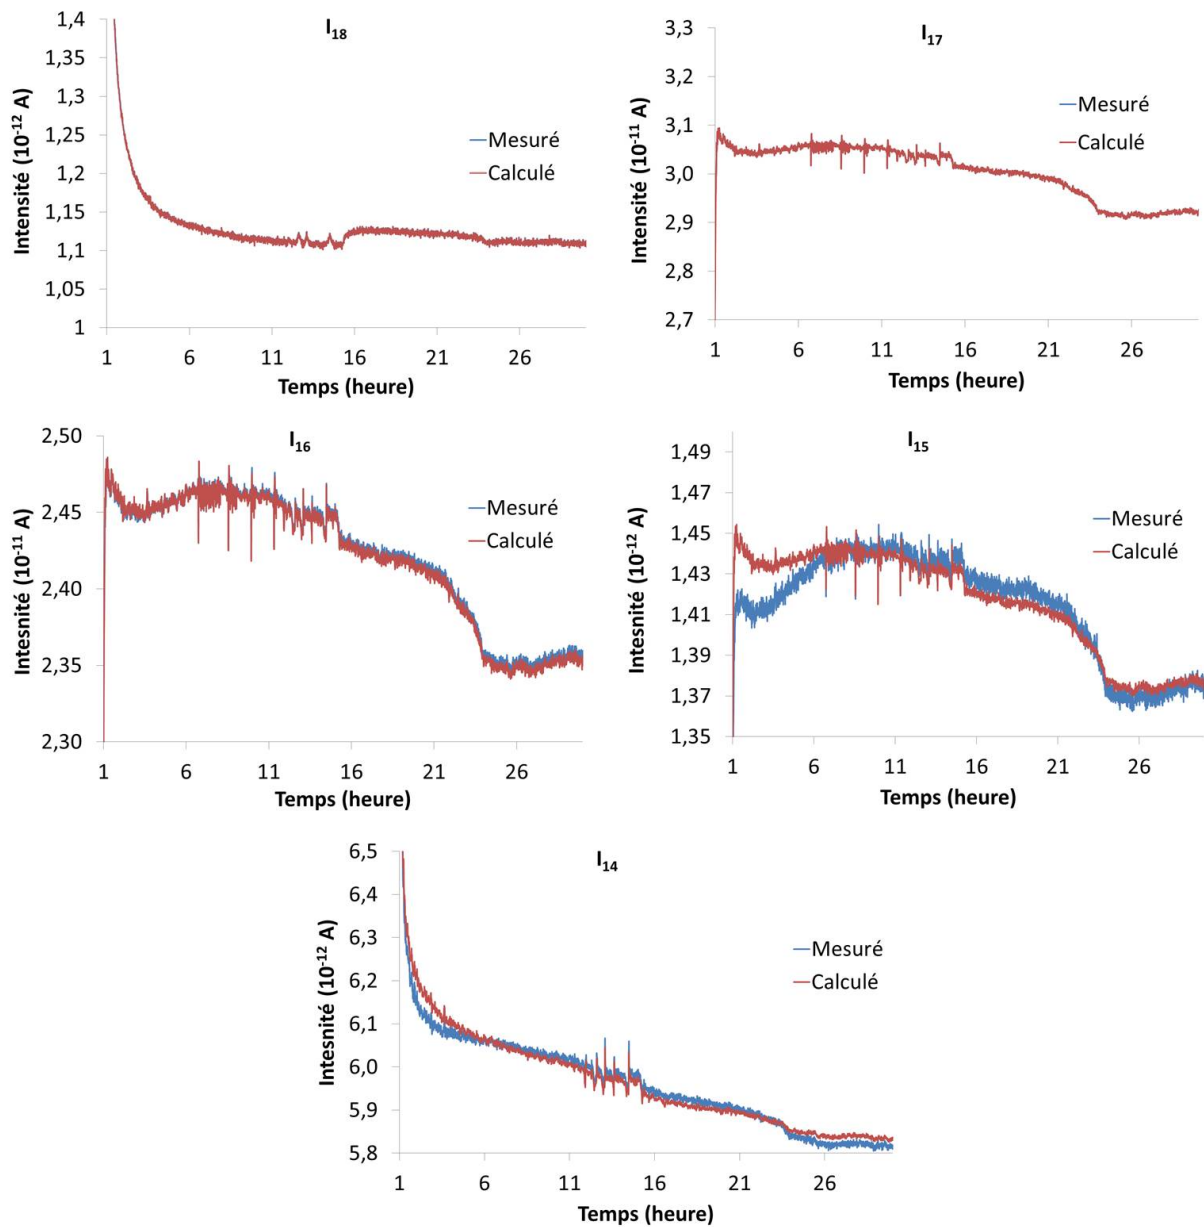 I18
Intensité (10-12 A)
1,4
1,35
1,3
1,25
1,2
1,15
1,1
1,05
1
Mesuré
Calculé
1 6 11 16 21 26
Temps (heure)
I17
Intensité (10-11 A)
3,3
3,2
3,1
3,0
2,9
2,8
2,7
Mesuré
Calculé
1 6 11 16 21 26
Temps (heure)
I16
Intesnité (10-11 A)
2,50
2,45
2,40
2,35
2,30
Mesuré
Calculé
1 6 11 16 21 26
Temps (heure)
I15
Intesnité (10-12 A)
1,49
1,47
1,45
1,43
1,41
1,39
1,37
1,35
Mesuré
Calculé
1 6 11 16 21 26
Temps (heure)
I14
Intesnité (10-12 A)
6,5
6,4
6,3
6,2
6,1
6,0
5,9
5,8
Mesuré
Calculé
1 6 11 16 21 26
Temps (heure)